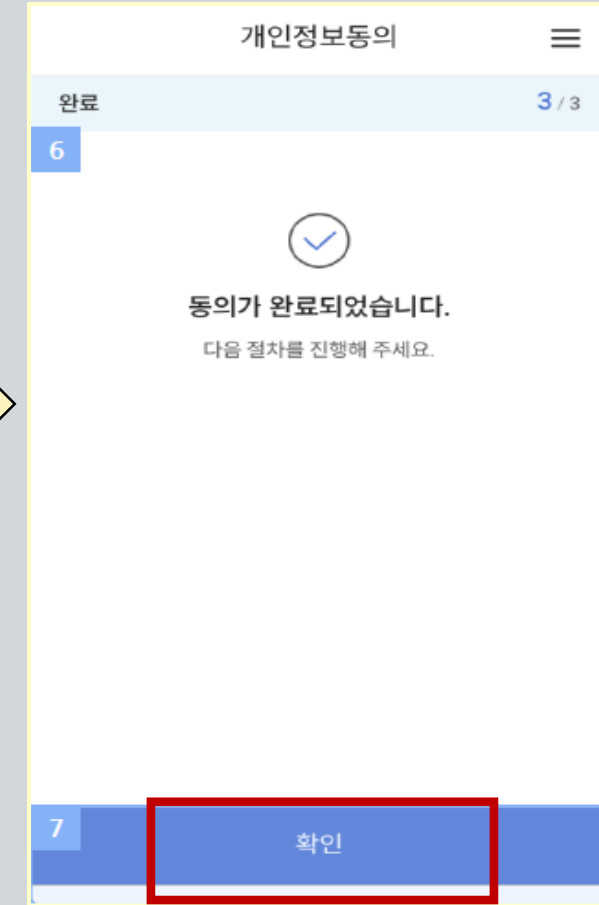 개인정보동의
완료 3 / 3
6
동의가 완료되었습니다.
다음 절차를 진행해 주세요.
7
확인